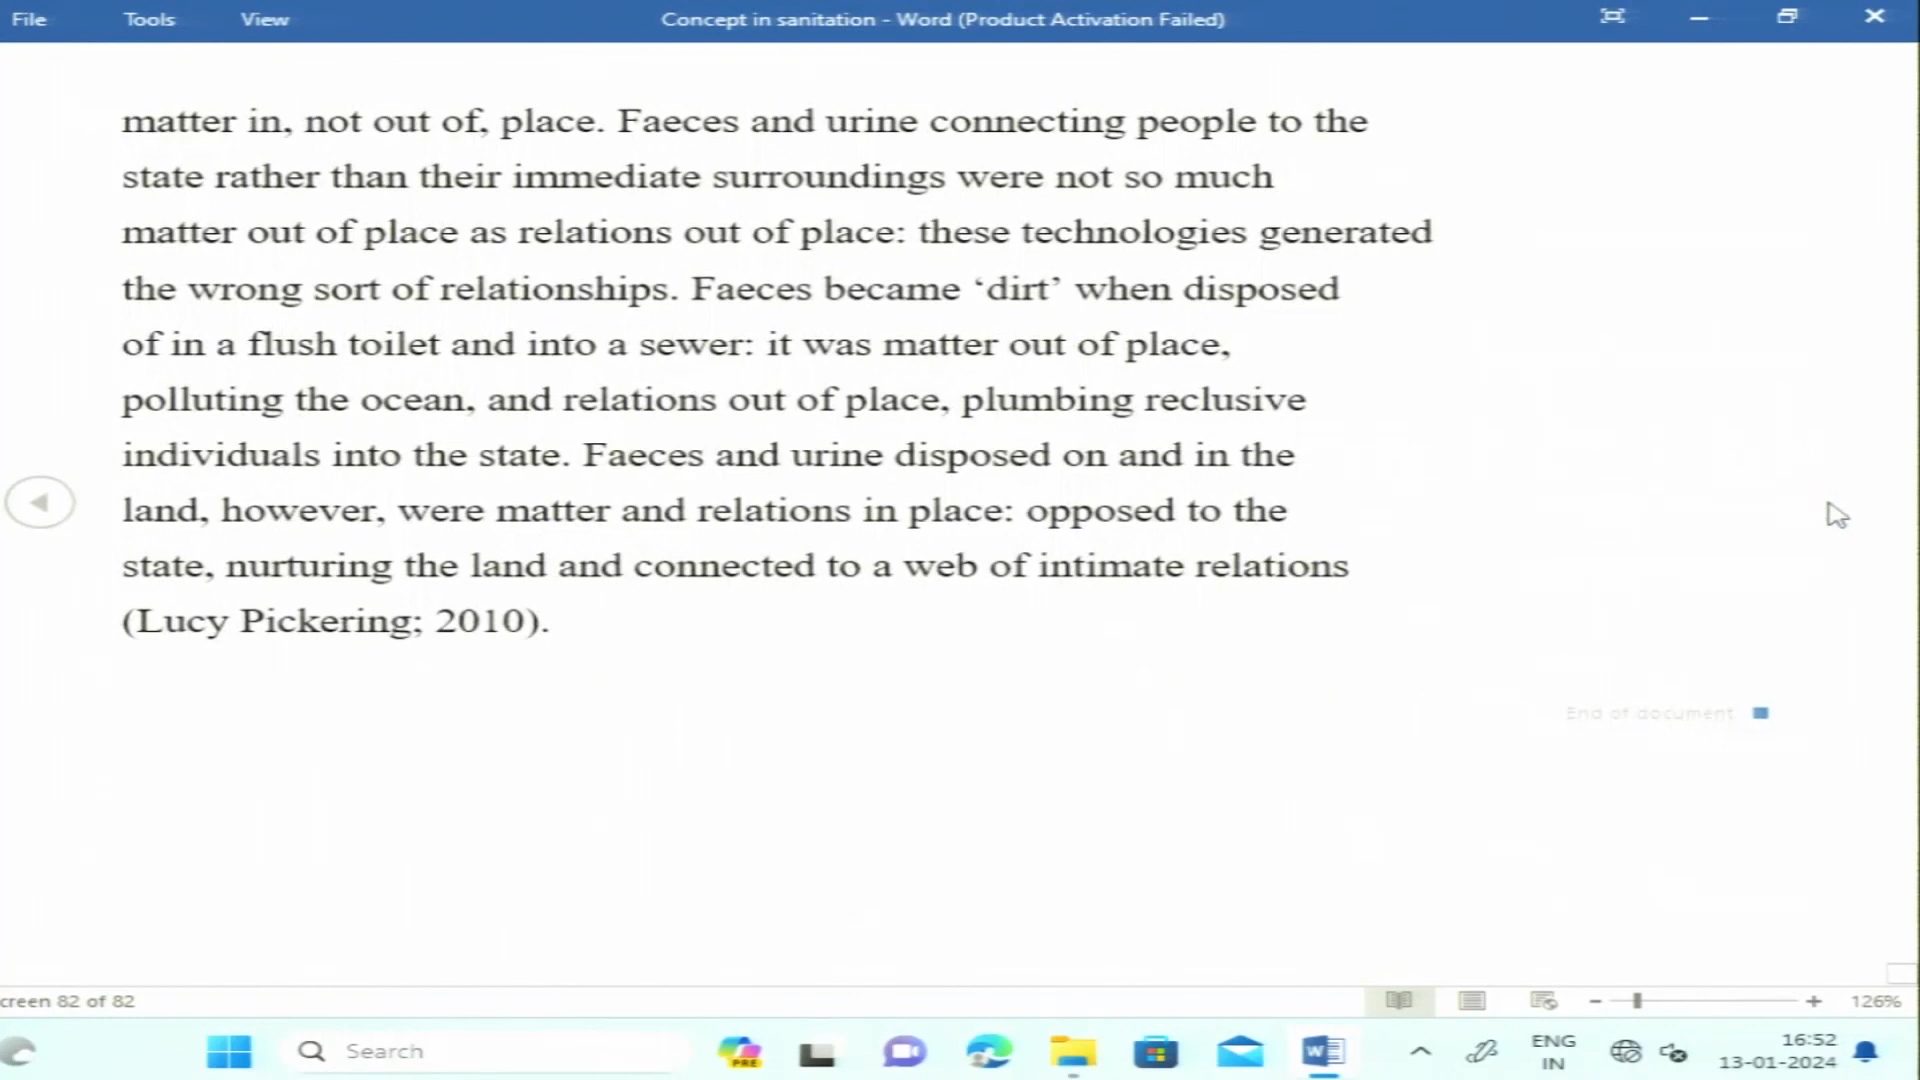 File Tools View Concept in sanitation - Word (Product Activation Failed)
matter in, not out of, place. Faeces and urine connecting people to the
state rather than their immediate surroundings were not so much
matter out of place as relations out of place: these technologies generated
the wrong sort of relationships. Faeces became ‘dirt’ when disposed
of in a flush toilet and into a sewer: it was matter out of place,
polluting the ocean, and relations out of place, plumbing reclusive
individuals into the state. Faeces and urine disposed on and in the
land, however, were matter and relations in place: opposed to the
state, nurturing the land and connected to a web of intimate relations
(Lucy Pickering; 2010).
End of document
creen 82 of 82 126%
Search PRE ENG 16:52
IN 13-01-2024